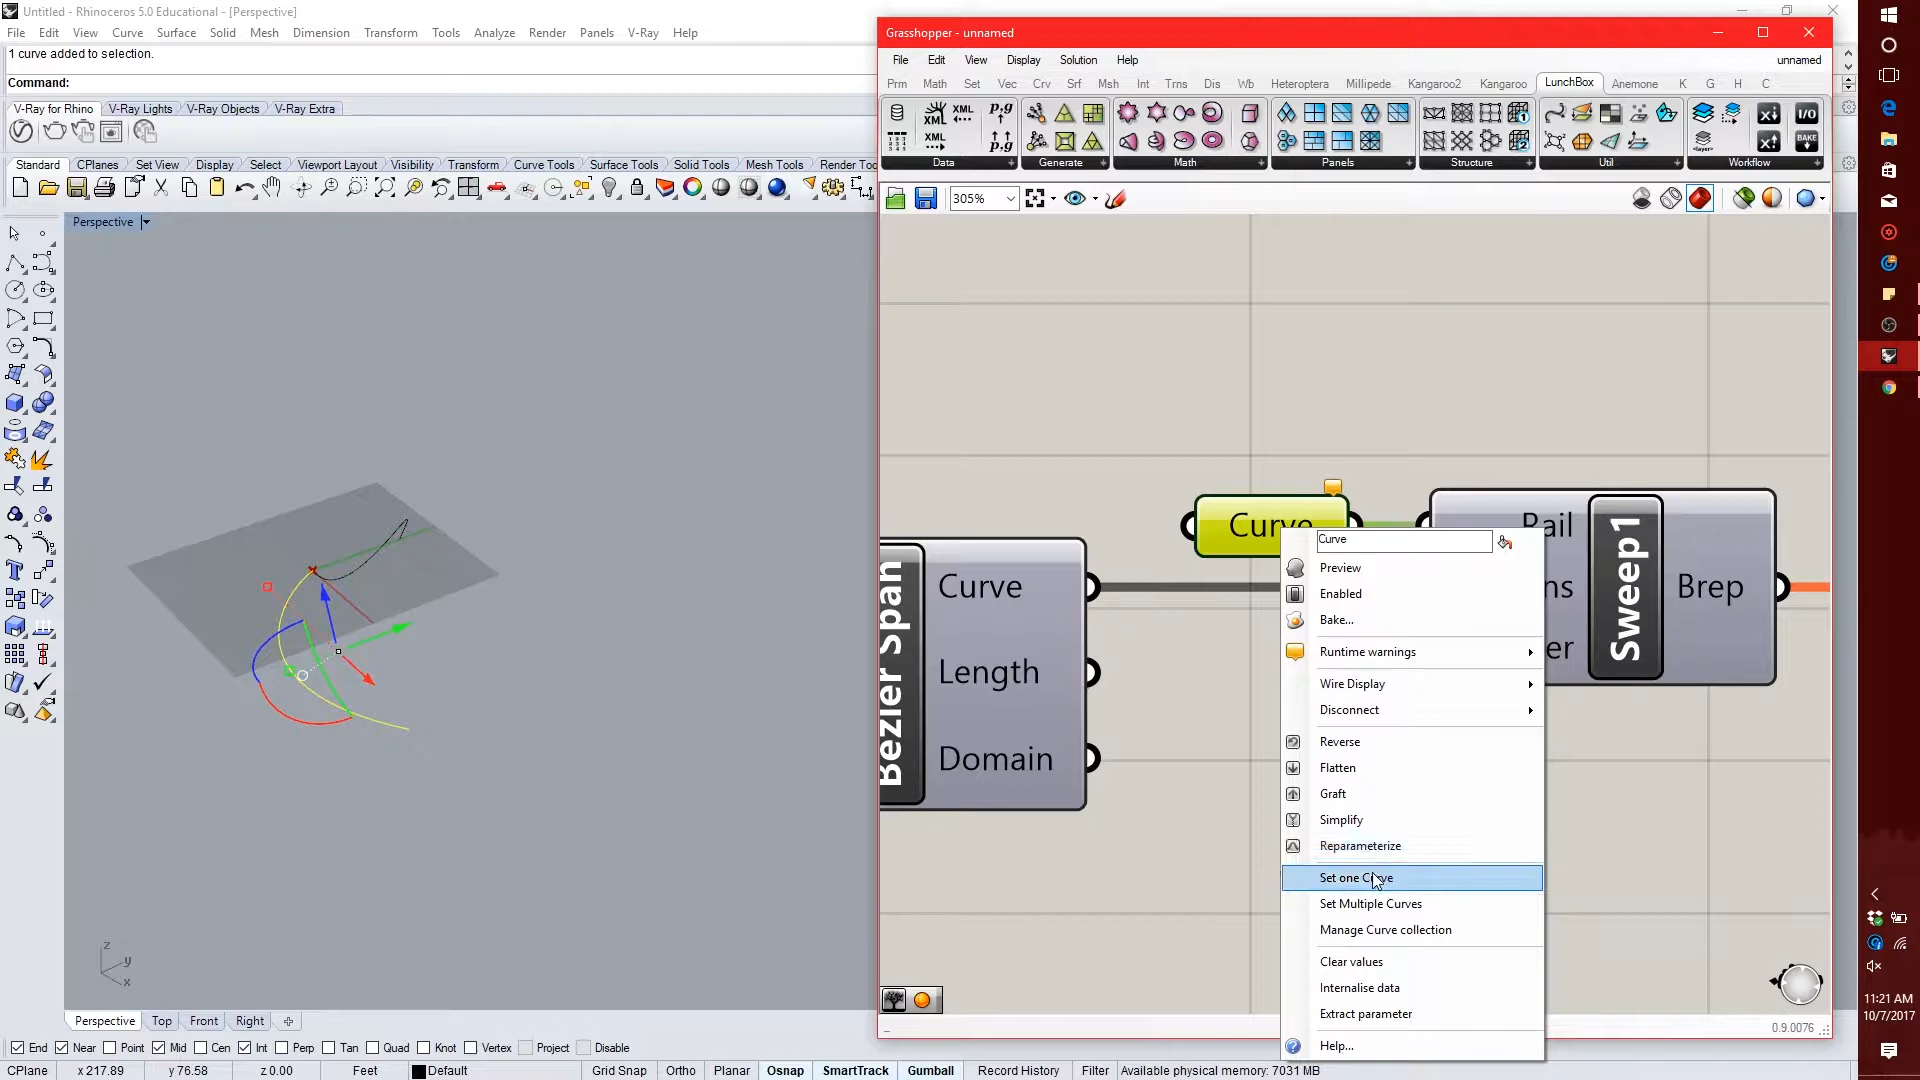 Untitled - Rhinoceros 5.0 Educational - [Perspective]
File Edit View Curve Surface Solid Mesh Dimension Transform Tools Analyze Render Panels V-Ray Help
1 curve added to selection.
Command:
V-Ray for Rhino V-Ray Lights V-Ray Objects V-Ray Extra
Standard CPlanes Set View Display Select Viewport Layout Visibility Transform Curve Tools Surface Tools Solid Tools Mesh Tools Render Too
Perspective
z
y
x
Perspective Top Front Right
End Near Point Mid Cen Int Perp Tan Quad Knot Vertex Project Disable
CPlane x 217.89 y 76.58 z 0.00 Feet Default Grid Snap Ortho Planar Osnap SmartTrack Gumball Record History Filter Available physical memory: 7031 MB
Grasshopper - unnamed
File Edit View Display Solution Help unnamed
Prm Math Set Vec Crv Srf Msh Int Trns Dis Wb Heteroptera Millipede Kangaroo2 Kangaroo LunchBox Anemone K G H C
XML XML p,g
XML p,g
I/O
BAKE
Data Generate Math Panels Structure Util Workflow
305%
Curve
Rail
ns
er
Sweep1
Brep
Bezier Span
Curve
Length
Domain
Curve
Preview
Enabled
Bake...
Runtime warnings
Wire Display
Disconnect
Reverse
Flatten
Graft
Simplify
Reparameterize
Set one Curve
Set Multiple Curves
Manage Curve collection
Clear values
Internalise data
Extract parameter
Help...
0.9.0076
11:21 AM
10/7/2017